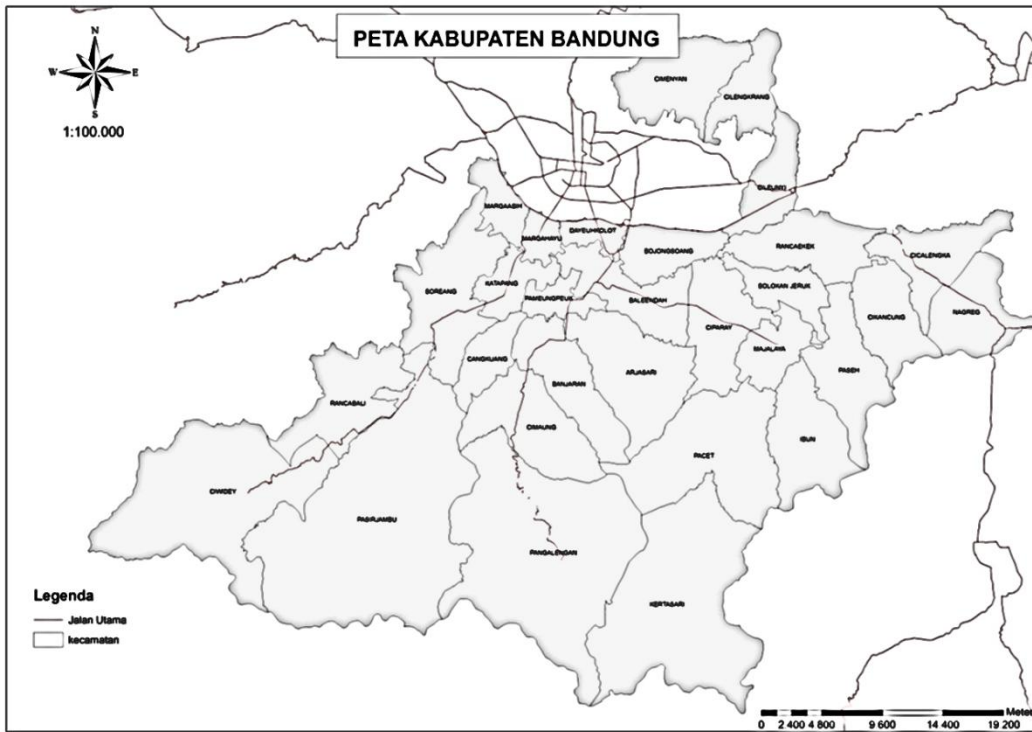 PETA KABUPATEN BANDUNG
N
W E
S
1:100.000
CIMENYAN
CILENGKRANG
CILEUNYI
MARGAASIH
MARGAHAYU
DAYEUHKOLOT
BOJONGSOANG
RANCAEKEK
CICALENGKA
SOREANG
KATAPANG
PAMEUNGPEUK
BALEENDAH
SOLOKAN JERUK
CIKANCUNG
NAGREG
CIPARAY
MAJALAYA
PASEH
CANGKUANG
BANJARAN
ARJASARI
RANCABALI
CIMAUNG
IBUN
PACET
CIWIDEY
PASIRJAMBU
PANGALENGAN
KERTASARI
Legenda
Jalan Utama
kecamatan
Meter
0 2 400 4 800 9 600 14 400 19 200